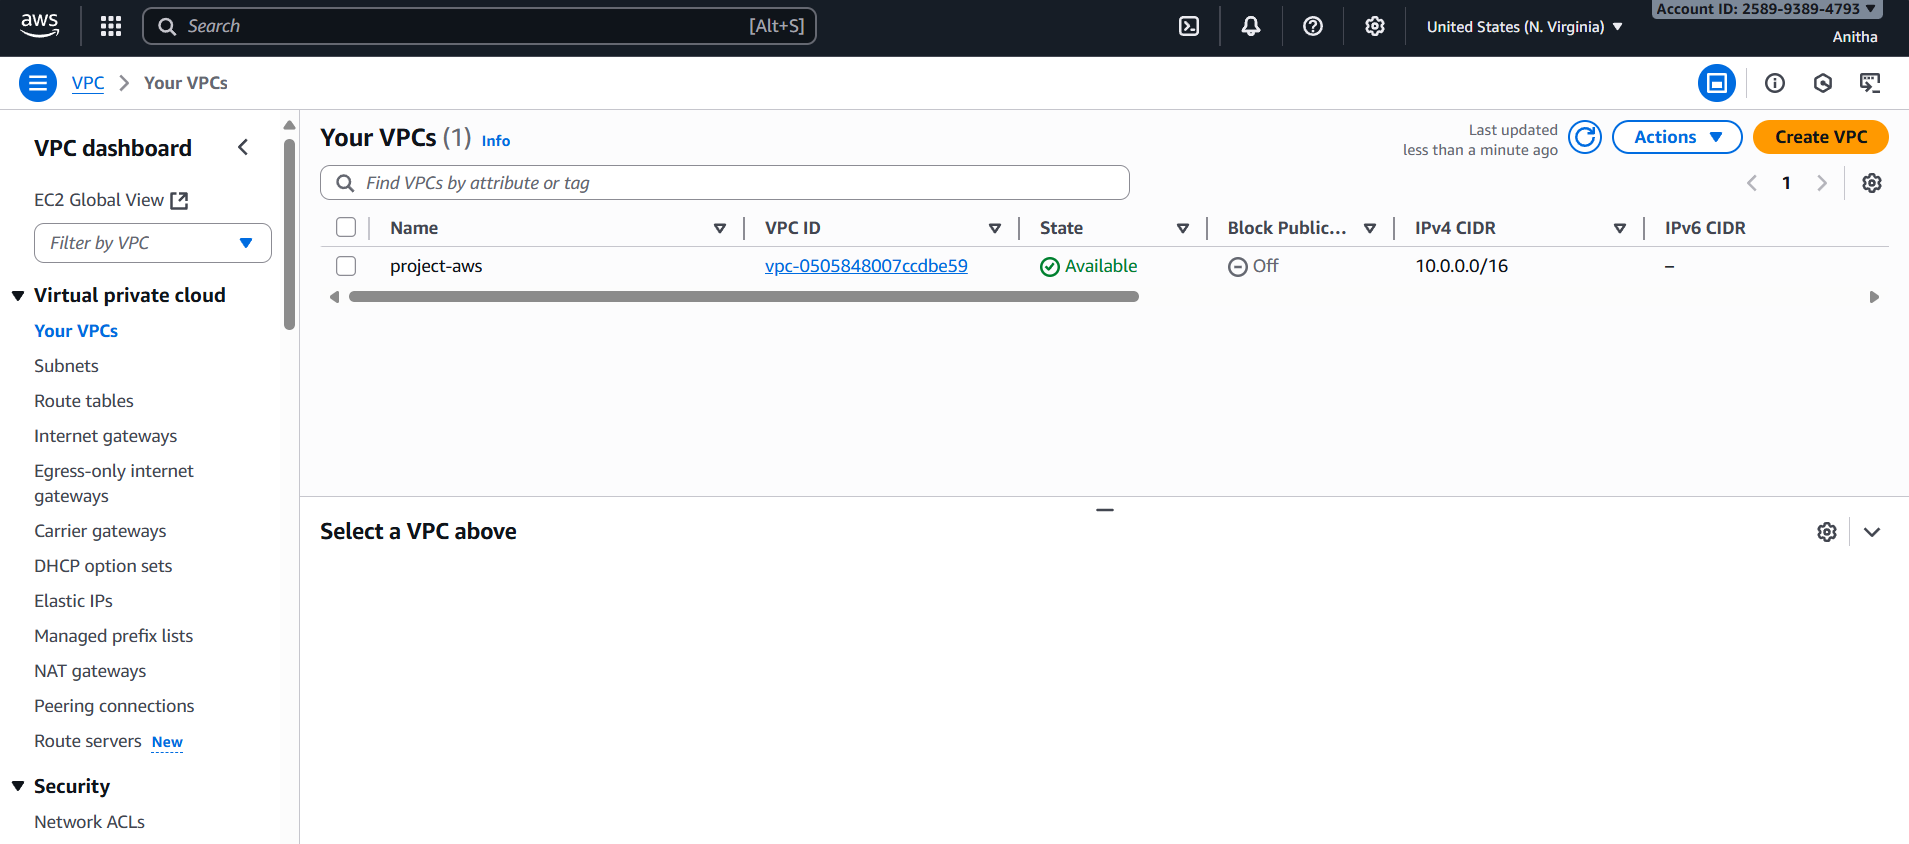 aws
Search
[Alt+S]
United States (N. Virginia)
Account ID: 2589-9389-4793
Anitha
VPC
Your VPCs
VPC dashboard
EC2 Global View
Filter by VPC
Virtual private cloud
Your VPCs
Subnets
Route tables
Internet gateways
Egress-only internet
gateways
Carrier gateways
DHCP option sets
Elastic IPs
Managed prefix lists
NAT gateways
Peering connections
Route servers New
Security
Network ACLs
Your VPCs (1) Info
Last updated
less than a minute ago
Actions
Create VPC
Find VPCs by attribute or tag
1
Name VPC ID State Block Public... IPv4 CIDR IPv6 CIDR
project-aws vpc-0505848007ccdbe59 Available Off 10.0.0.0/16 –
Select a VPC above